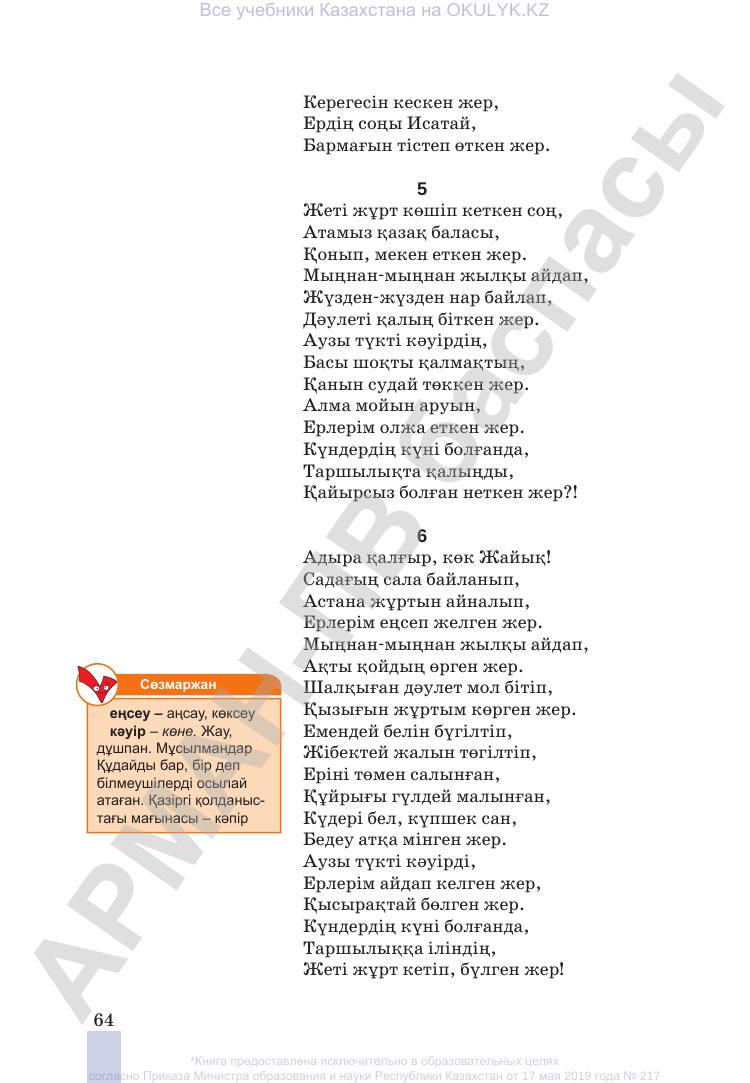 Все учебники Казахстана на OKULYK.KZ
Керегесін кескен жер,
Ердің соңы Исатай,
Бармағын тістеп өткен жер.
5
Жеті жұрт көшіп кеткен соң,
Атамыз қазақ баласы,
Қонып, мекен еткен жер.
Мыңнан-мыңнан жылқы айдап,
Жүзден-жүзден нар байлап,
Дәулеті қалың біткен жер.
Аузы түкті кәуірдің,
Басы шоқты қалмақтың,
Қанын судай төккен жер.
Алма мойын аруын,
Ерлерім олжа еткен жер.
Күндердің күні болғанда,
Таршылықта қалыңды,
Қайырсыз болған неткен жер?!
6
Адыра қалғыр, көк Жайық!
Садағың сала байланып,
Астана жұртын айналып,
Ерлерім еңсеп желген жер.
Мыңнан-мыңнан жылқы айдап,
Ақты қойдың өрген жер.
Шалқыған дәулет мол бітіп,
Қызығын жұртым көрген жер.
Емендей белін бүгілтіп,
Жібектей жалын төгілтіп,
Еріні төмен салынған,
Құйрығы гүлдей малынған,
Күдері бел, күпшек сан,
Бедеу атқа мінген жер.
Аузы түкті кәуірді,
Ерлерім айдап келген жер,
Қысырақтай бөлген жер.
Күндердің күні болғанда,
Таршылыққа іліндің,
Жеті жұрт кетіп, бүлген жер!
Сөзмаржан
еңсеу – аңсау, көксеу
кәуір – көне. Жау,
дұшпан. Мұсылмандар
Құдайды бар, бір деп
білмеушілерді осылай
атаған. Қазіргі қолданыс-
тағы мағынасы – кәпір
64
АРМАН-ПВ баспасы
*Книга предоставлена исключительно в образовательных целях
согласно Приказа Министра образования и науки Республики Казахстан от 17 мая 2019 года № 217